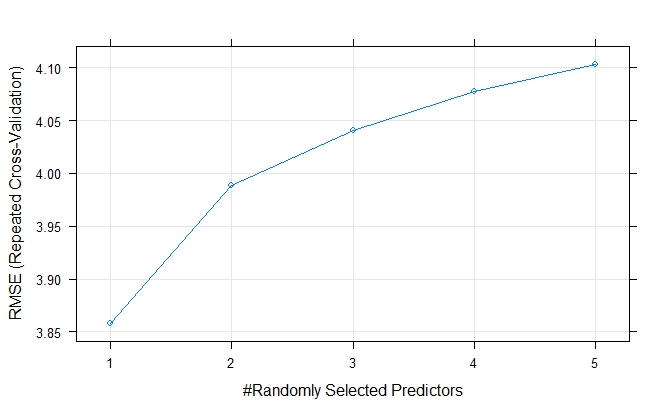 RMSE (Repeated Cross-Validation)
4.10
4.05
4.00
3.95
3.90
3.85
1 2 3 4 5
#Randomly Selected Predictors